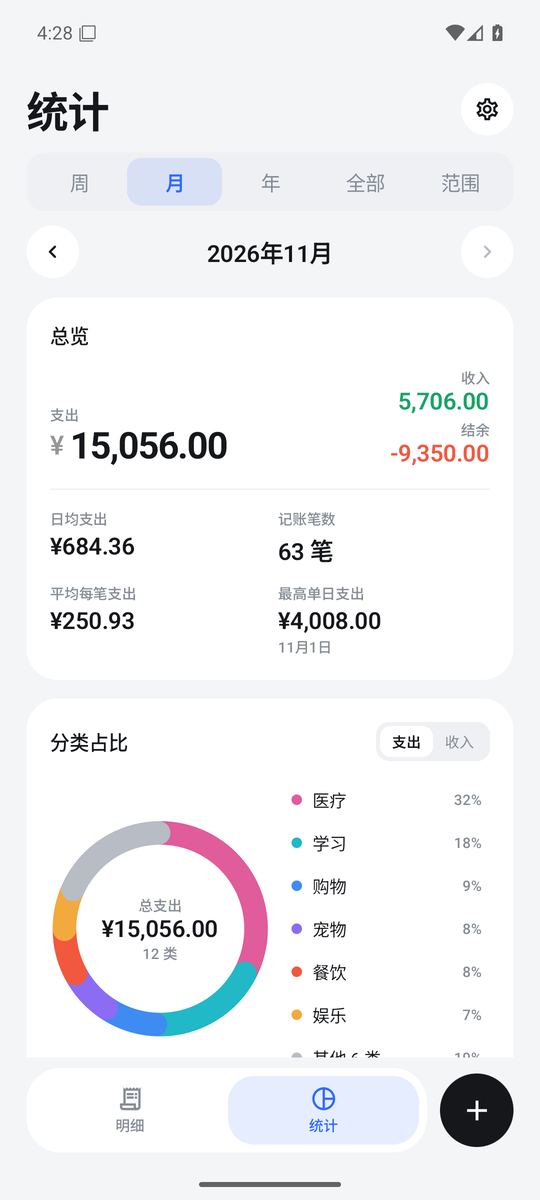 4:28
统计
周 月 年 全部 范围
2026年11月
总览
收入
5,706.00
支出
¥ 15,056.00
结余
-9,350.00
日均支出 记账笔数
¥684.36 63 笔
平均每笔支出 最高单日支出
¥250.93 ¥4,008.00
11月1日
分类占比 支出 收入
医疗 32%
学习 18%
购物 9%
宠物 8%
餐饮 8%
娱乐 7%
其他 6 类 19%
总支出
¥15,056.00
12 类
明细 统计